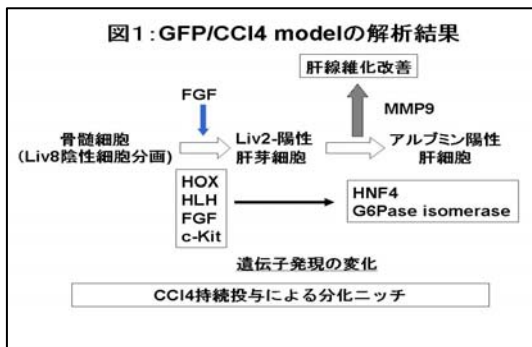 図1:GFP/CCl4 modelの解析結果
肝線維化改善
FGF
MMP9
骨髄細胞
(Liv8陰性細胞分画)
Liv2-陽性
肝芽細胞
アルブミン陽性
肝細胞
HOX
HLH
FGF
c-Kit
HNF4
G6Pase isomerase
遺伝子発現の変化
CCl4持続投与による分化ニッチ